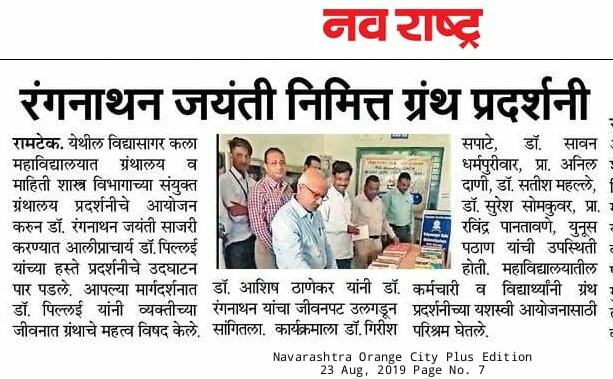 नव राष्ट्र
रंगनाथन जयंती निमित्त ग्रंथ प्रदर्शनी
रामटेक. येथील विद्यासागर कला
महाविद्यालयात ग्रंथालय व
माहिती शास्त्र विभागाच्या संयुक्त
ग्रंथालय प्रदर्शनीचे आयोजन
करुन डॉ. रंगनाथन जयंती साजरी
करण्यात आलीप्राचार्य डॉ.पिल्लई
यांच्या हस्ते प्रदर्शनीचे उदघाटन
पार पडले. आपल्या मार्गदर्शनात
डॉ. पिल्लई यांनी व्यक्तीच्या
जीवनात ग्रंथाचे महत्व विषद केले.
डॉ. आशिष ठाणेकर यांनी डॉ.
रंगनाथन यांचा जीवनपट उलगडून
सांगितला. कार्यक्रमाला डॉ.गिरीश
सपाटे, डॉ. सावन
धर्मपुरीवार, प्रा. अनिल
दाणी, डॉ. सतीश महल्ले,
डॉ. सुरेश सोमकुवर, प्रा.
रविंद्र पानतावणे, युनूस
पठाण यांची उपस्थिती
होती. महाविद्यालयातील
कर्मचारी व विद्यार्थ्यांनी ग्रंथ
प्रदर्शनीच्या यशस्वी आयोजनासाठी
परिश्रम घेतले.
Navarashtra Orange City Plus Edition
23 Aug, 2019 Page No. 7